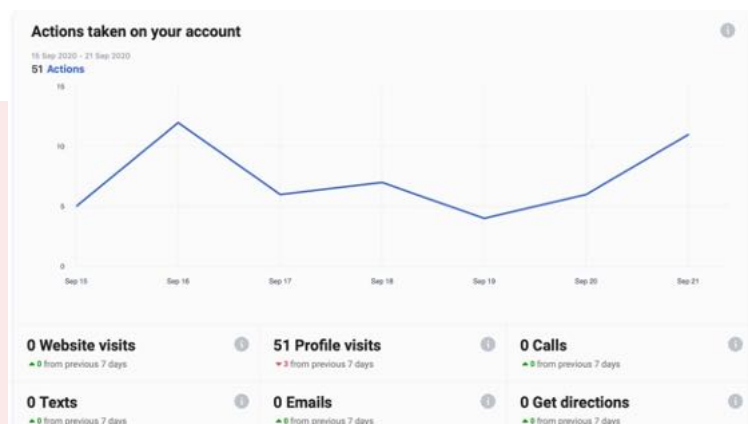 Actions taken on your account
15 Sep 2020 - 21 Sep 2020
51 Actions
15
10
5
0
Sep 15 Sep 16 Sep 17 Sep 18 Sep 19 Sep 20 Sep 21
0 Website visits 51 Profile visits 0 Calls
0 from previous 7 days 3 from previous 7 days 0 from previous 7 days
0 Texts 0 Emails 0 Get directions
0 from previous 7 days 0 from previous 7 days 0 from previous 7 days